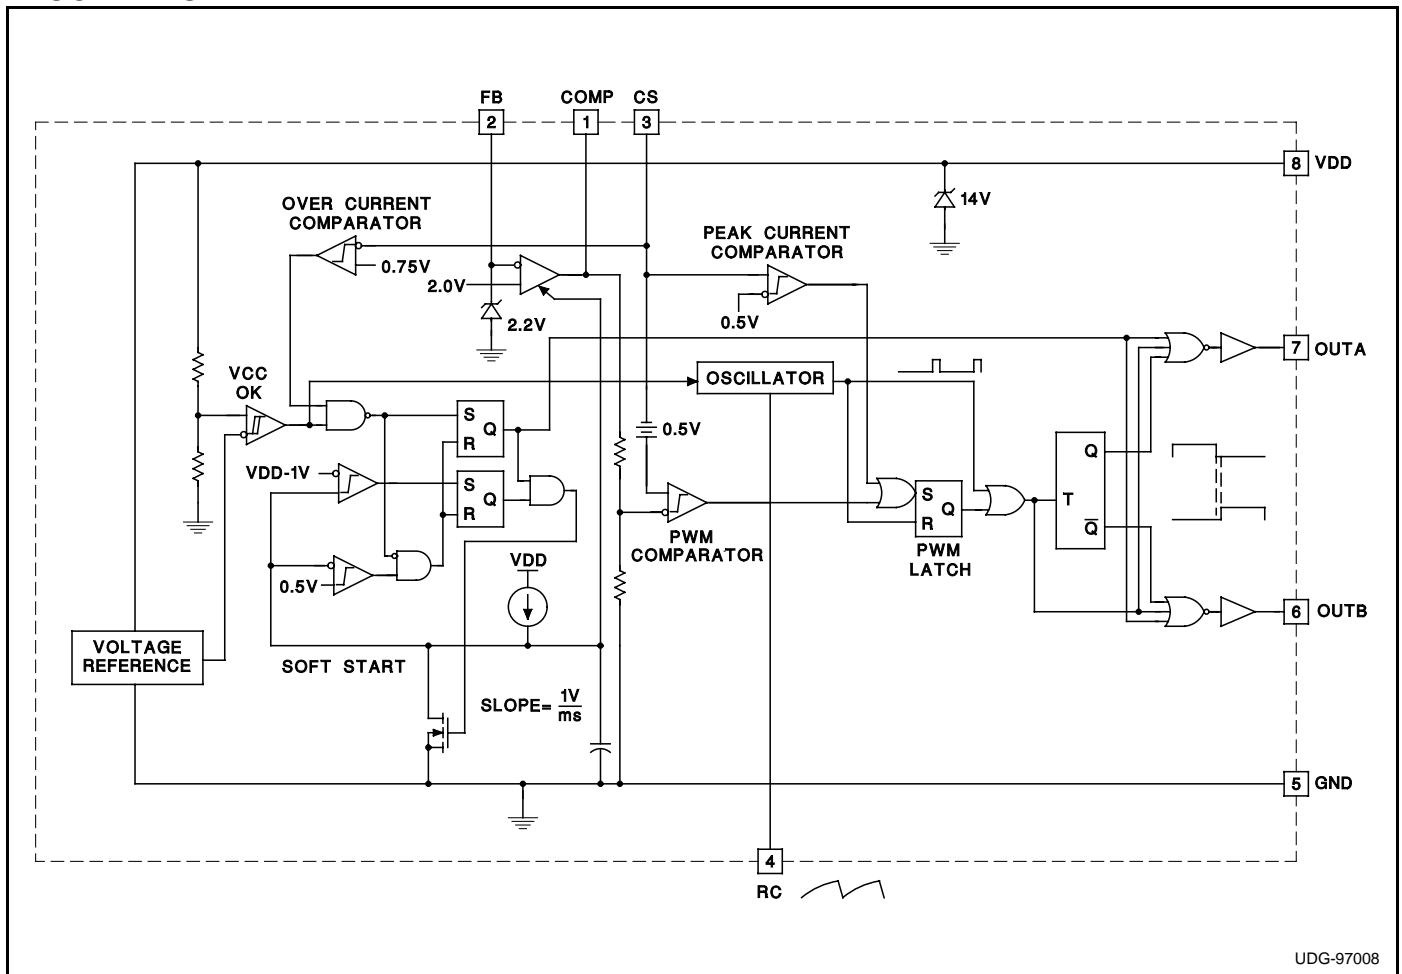 FB COMP CS
2 1 3
8 VDD
14V
OVER CURRENT
COMPARATOR
0.75V
PEAK CURRENT
COMPARATOR
2.0V
2.2V
0.5V
7 OUTA
VCC
OK
OSCILLATOR
S
Q
R
0.5V
VDD-1V
S
Q
R
Q
T
Q
S
Q
R
PWM
COMPARATOR
PWM
LATCH
0.5V
VDD
6 OUTB
VOLTAGE
REFERENCE
SOFT START
SLOPE= 1V
ms
5 GND
4
RC
UDG-97008